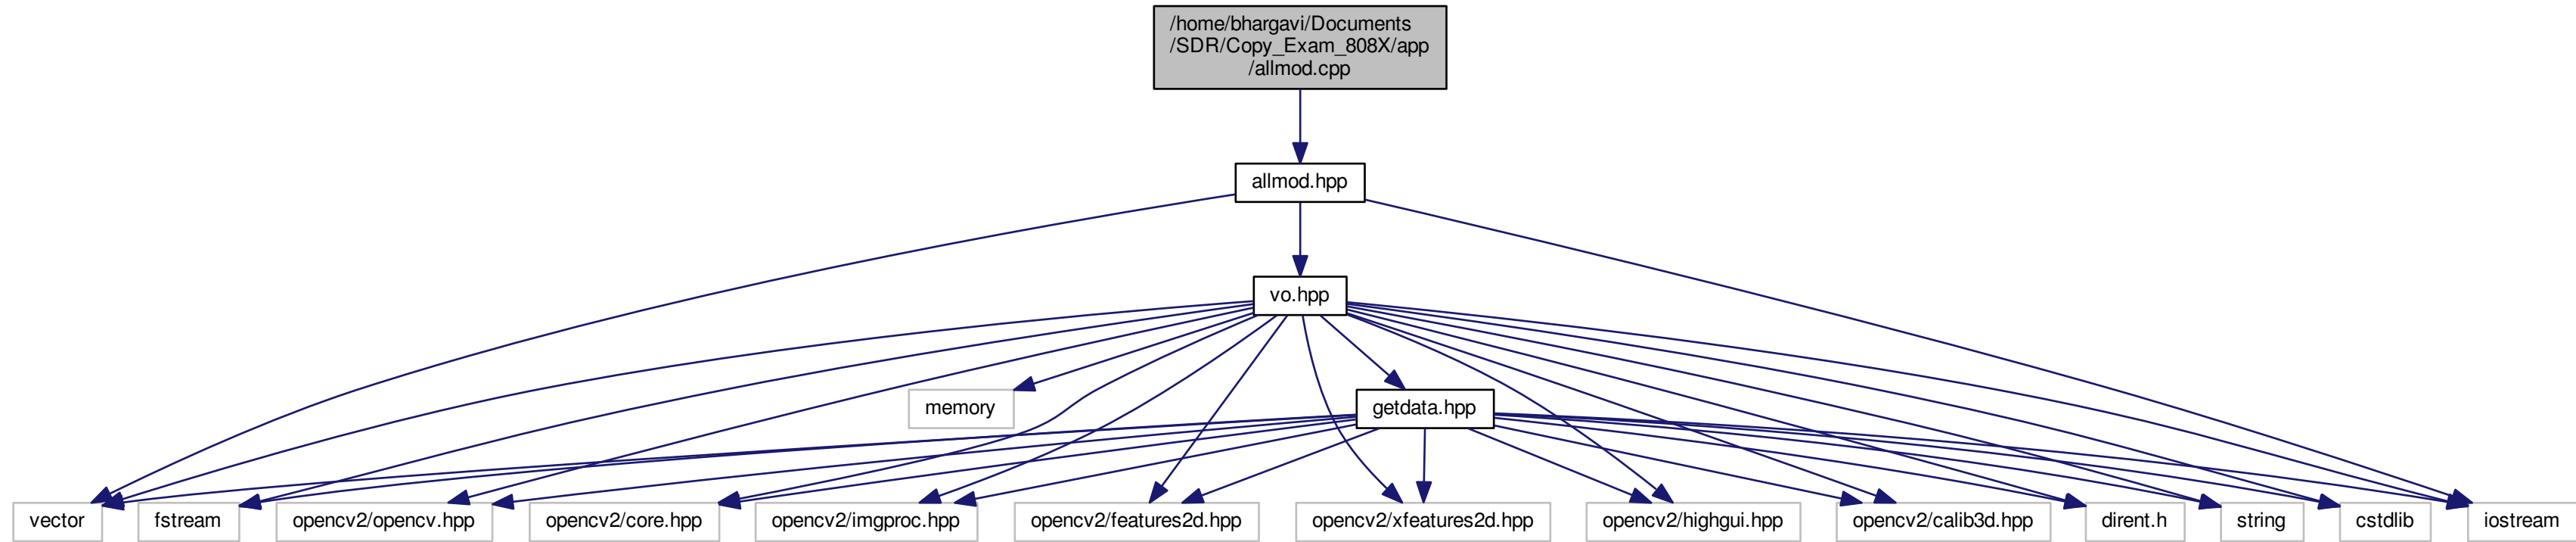 /home/bhargavi/Documents
/SDR/Copy_Exam_808X/app
/allmod.cpp
allmod.hpp
vo.hpp
memory
getdata.hpp
vector
fstream
opencv2/opencv.hpp
opencv2/core.hpp
opencv2/imgproc.hpp
opencv2/features2d.hpp
opencv2/xfeatures2d.hpp
opencv2/highgui.hpp
opencv2/calib3d.hpp
dirent.h
string
cstdlib
iostream